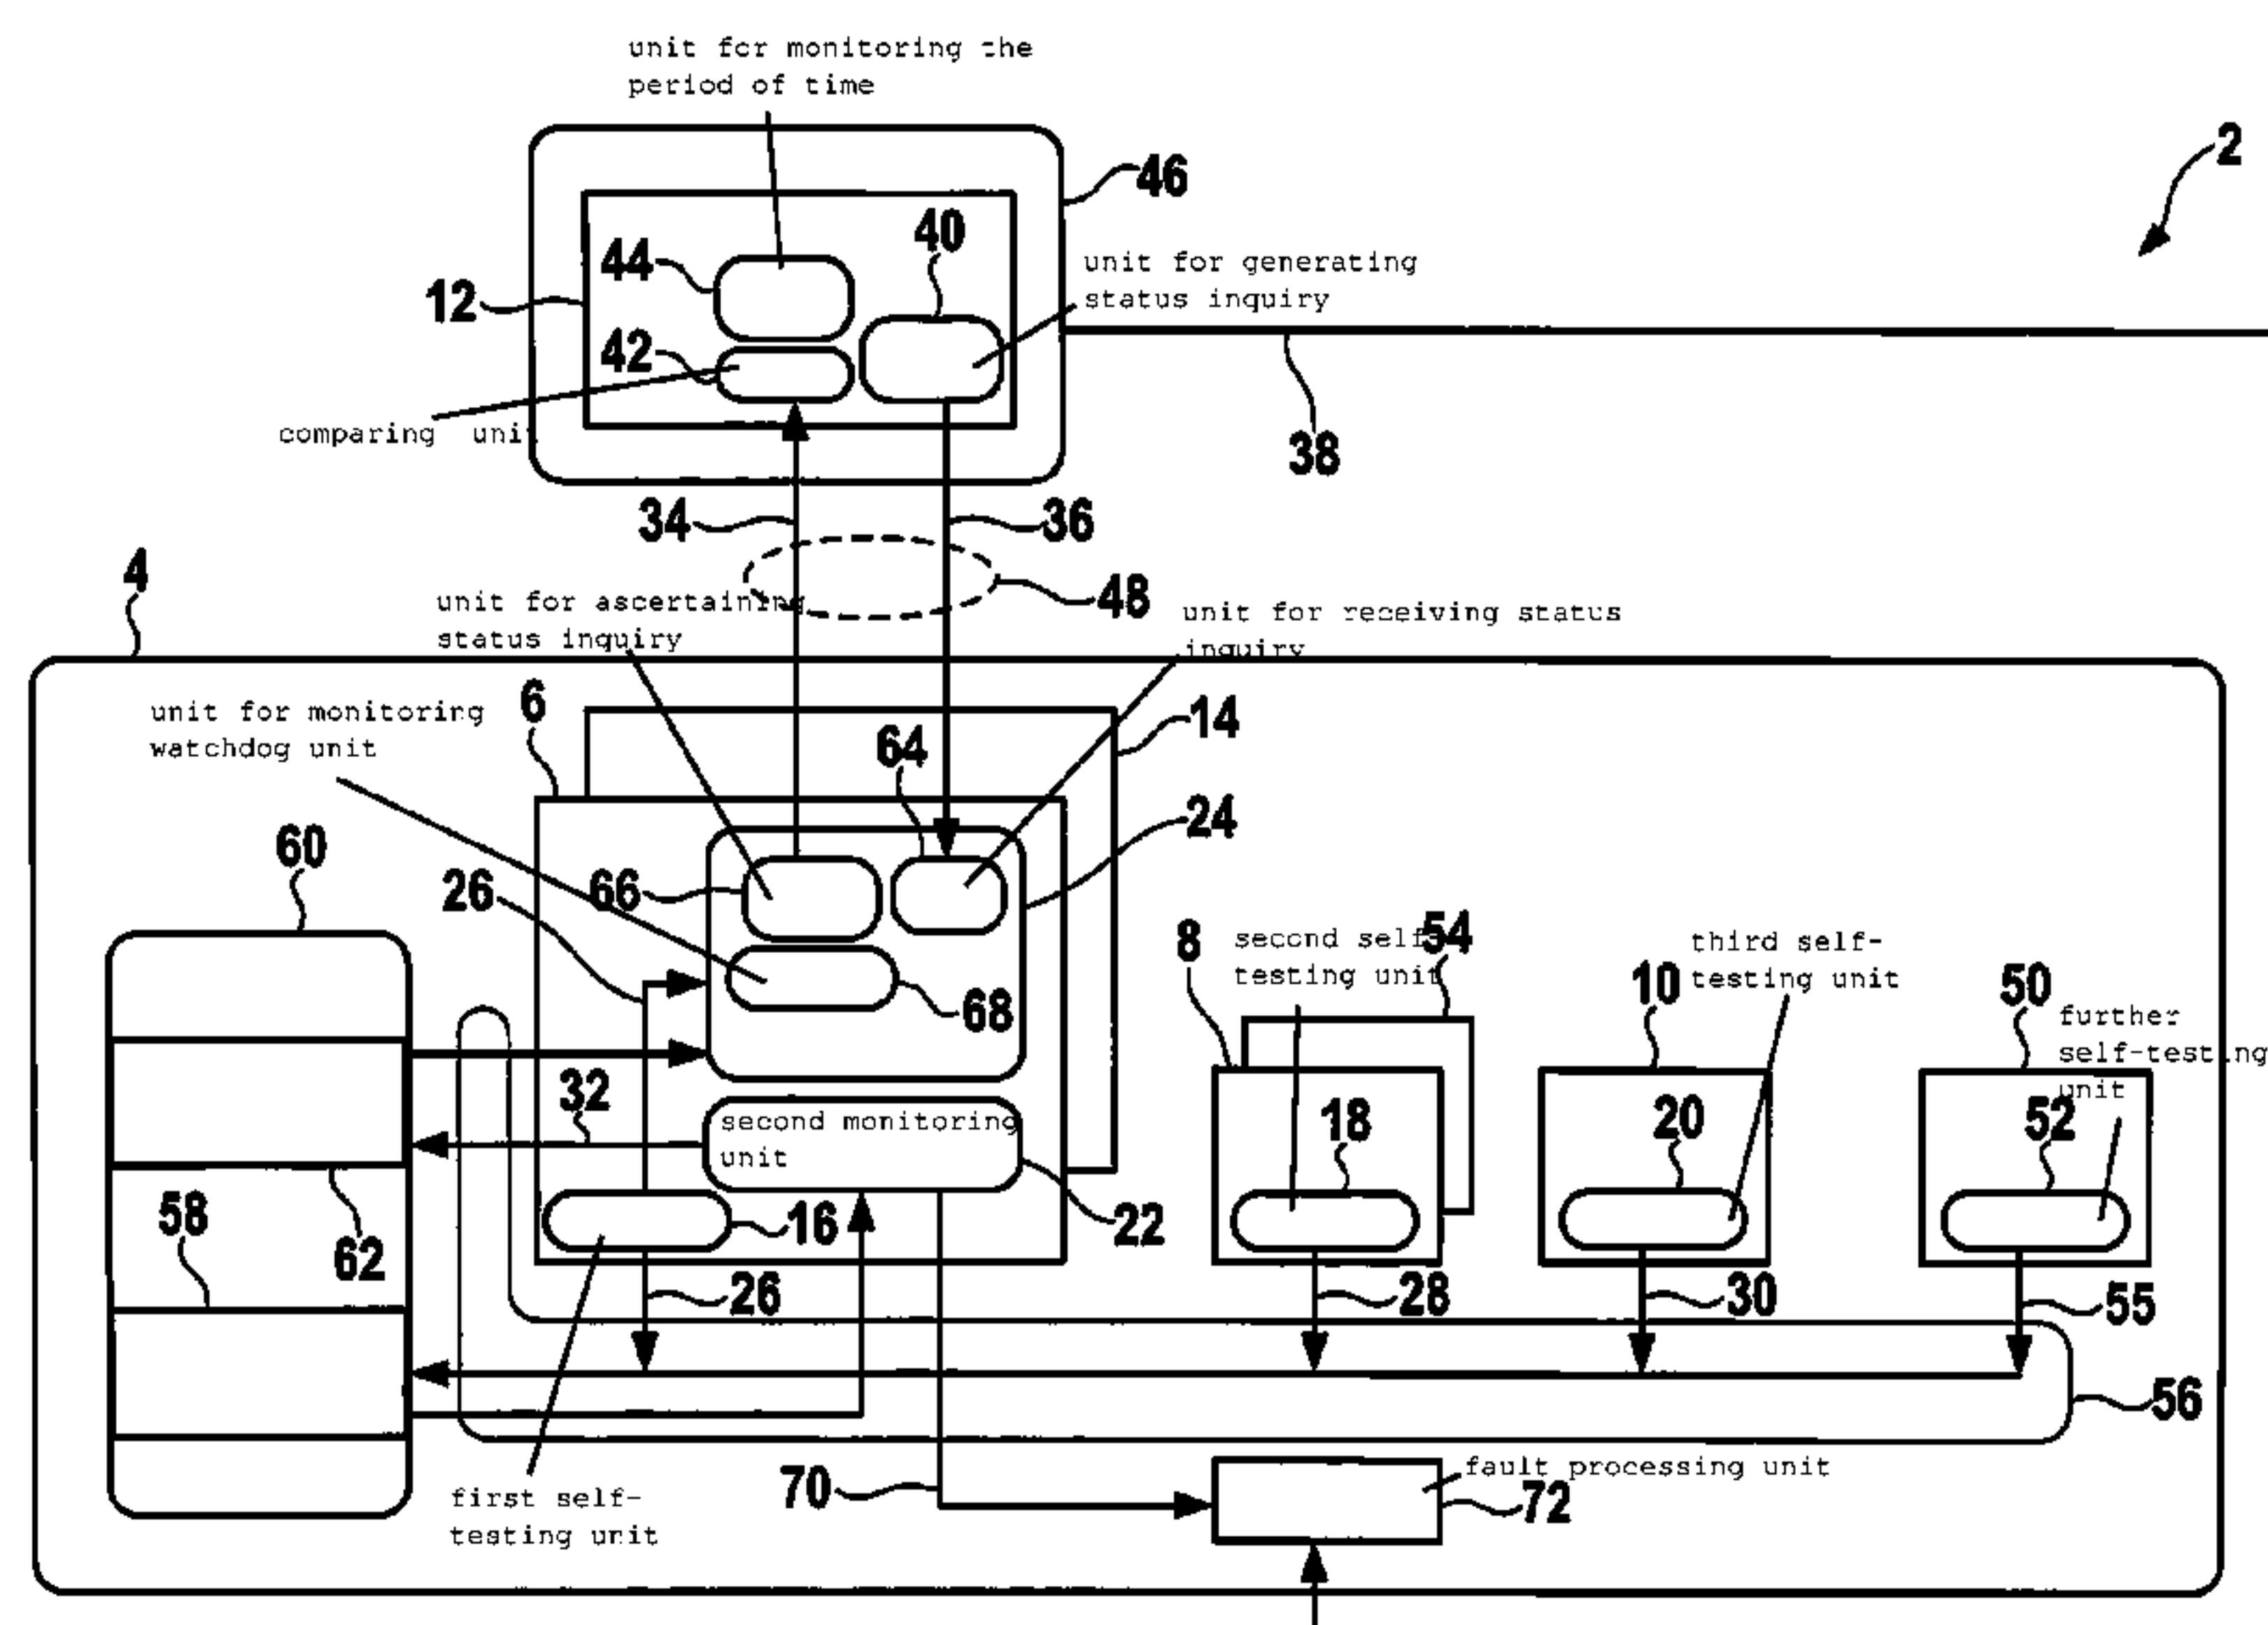 unit for monitoring the
period of time
2
46
40
44
unit for generating
status inquiry
12
42
comparing unit
38
34
36
4
48
unit for ascertaining
status inquiry
unit for receiving status
inquiry
6
14
unit for monitoring
watchdog unit
64
24
60
26
66
8
second self-
testing unit
54
third self-
testing unit
10
50
68
further
self-testing
unit
32
second monitoring
unit
18
20
52
58
16
22
62
26
28
30
55
56
first self-
testing unit
70
fault processing unit
72